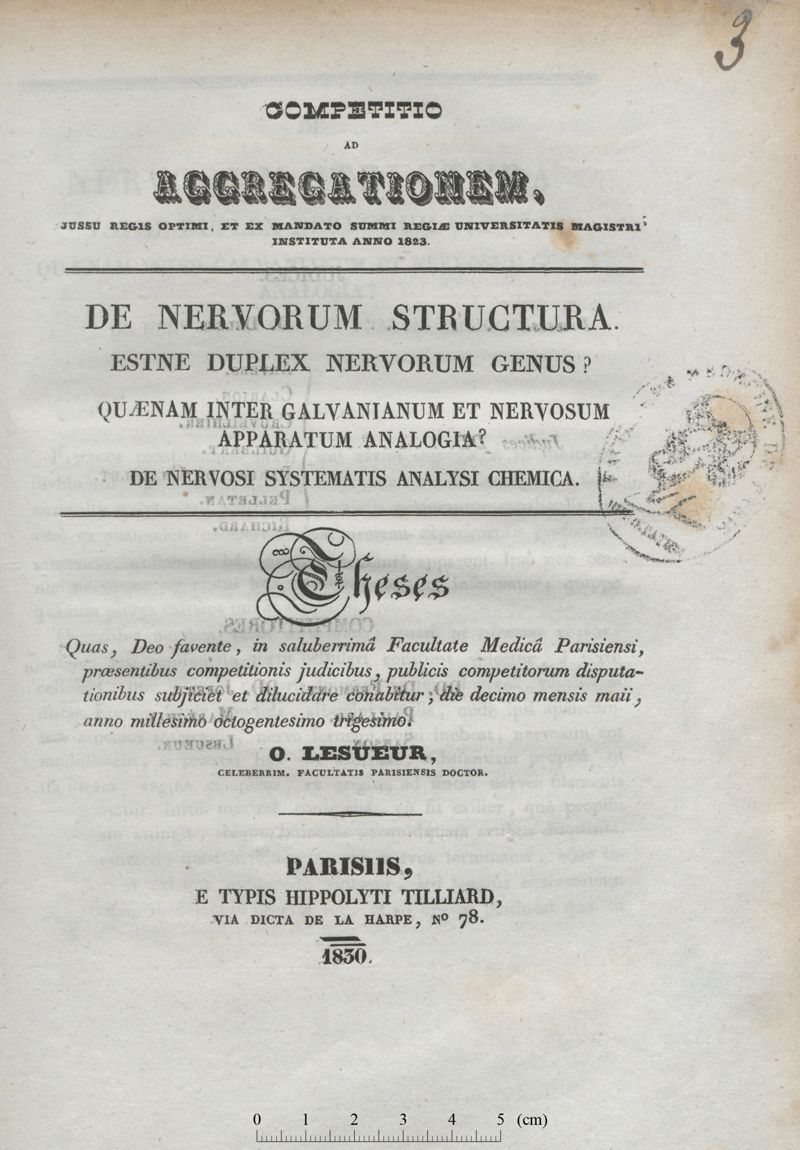 3
COMPETITIO
AD
AGGREGATIONEM,
JUSSU REGIS OPTIMI, ET EX MANDATO SUMMI REGIÆ UNIVERSITATIS MAGISTRI
INSTITUTA ANNO 1823.
DE NERVORUM STRUCTURA.
ESTNE DUPLEX NERVORUM GENUS?
QUÆNAM INTER GALVANIANUM ET NERVOSUM
APPARATUM ANALOGIA?
DE NERVOSI SYSTEMATIS ANALYSI CHEMICA.
Theses
Quas, Deo favente, in saluberrimâ Facultate Medicâ Parisiensi,
præsentibus competitionis judicibus, publicis competitorum disputa-
tionibus subjiciet et dilucidare conabitur, die decimo mensis maii,
anno millesimo octogentesimo trigesimo.
O. LESUEUR,
CELEBERRIM. FACULTATIS PARISIENSIS DOCTOR.
PARISIIS,
E TYPIS HIPPOLYTI TILLIARD,
VIA DICTA DE LA HARPE, No 78.
1830.
0 1 2 3 4 5 (cm)